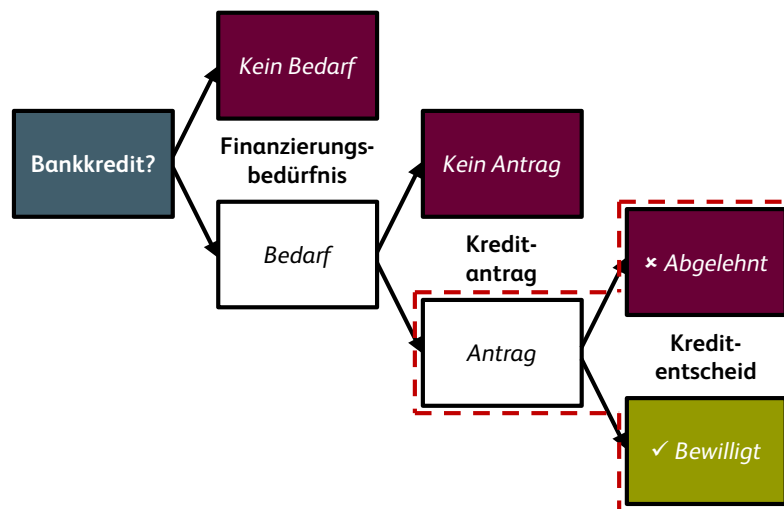 Kein Bedarf
Bankkredit?
Finanzierungs-
bedürfnis
Kein Antrag
Bedarf
Kredit-
antrag
✗ Abgelehnt
Antrag
Kredit-
entscheid
✓ Bewilligt